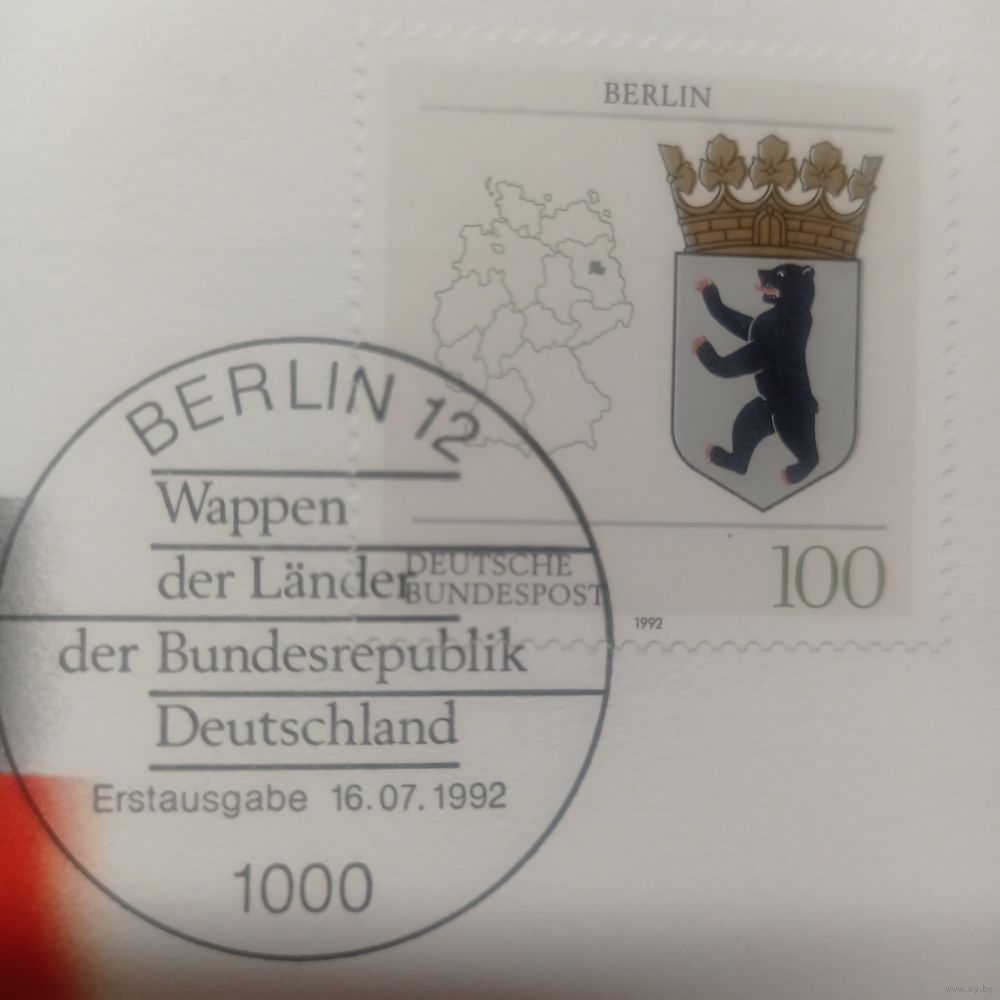 BERLIN
DEUTSCHE
BUNDESPOST
100
1992
BERLIN 12
Wappen
der Länder
der Bundesrepublik
Deutschland
Erstausgabe 16.07.1992
1000
www.ay.by